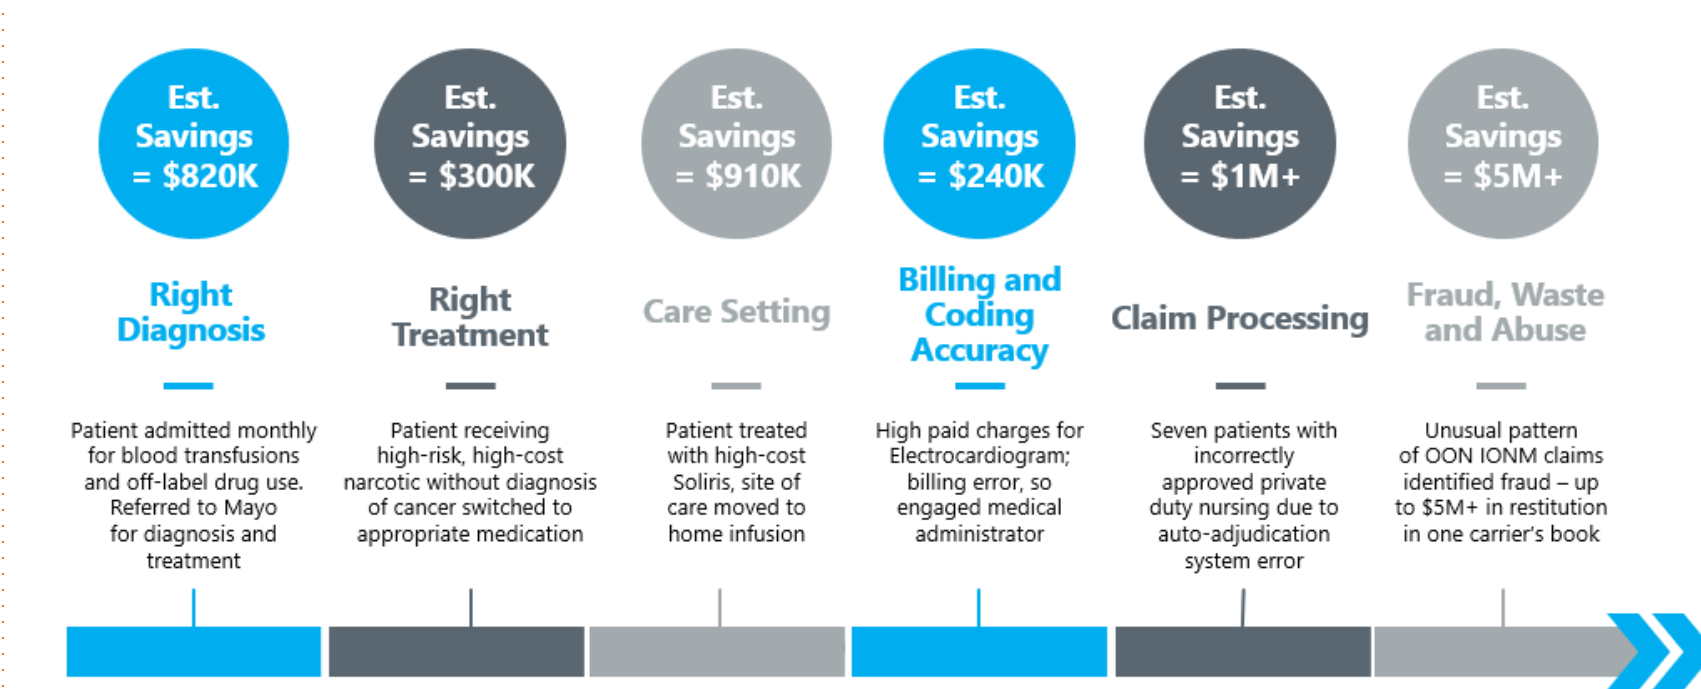 Est.
Savings
= $820K
Right
Diagnosis
Patient admitted monthly
for blood transfusions
and off-label drug use.
Referred to Mayo
for diagnosis and
treatment
Est.
Savings
= $300K
Right
Treatment
Patient receiving
high-risk, high-cost
narcotic without diagnosis
of cancer switched to
appropriate medication
Est.
Savings
= $910K
Care Setting
Patient treated
with high-cost
Soliris, site of
care moved to
home infusion
Est.
Savings
= $240K
Billing and
Coding
Accuracy
High paid charges for
Electrocardiogram;
billing error, so
engaged medical
administrator
Est.
Savings
= $1M+
Claim Processing
Seven patients with
incorrectly
approved private
duty nursing due to
auto-adjudication
system error
Est.
Savings
= $5M+
Fraud, Waste
and Abuse
Unusual pattern
of OON IONM claims
identified fraud – up
to $5M+ in restitution
in one carrier's book